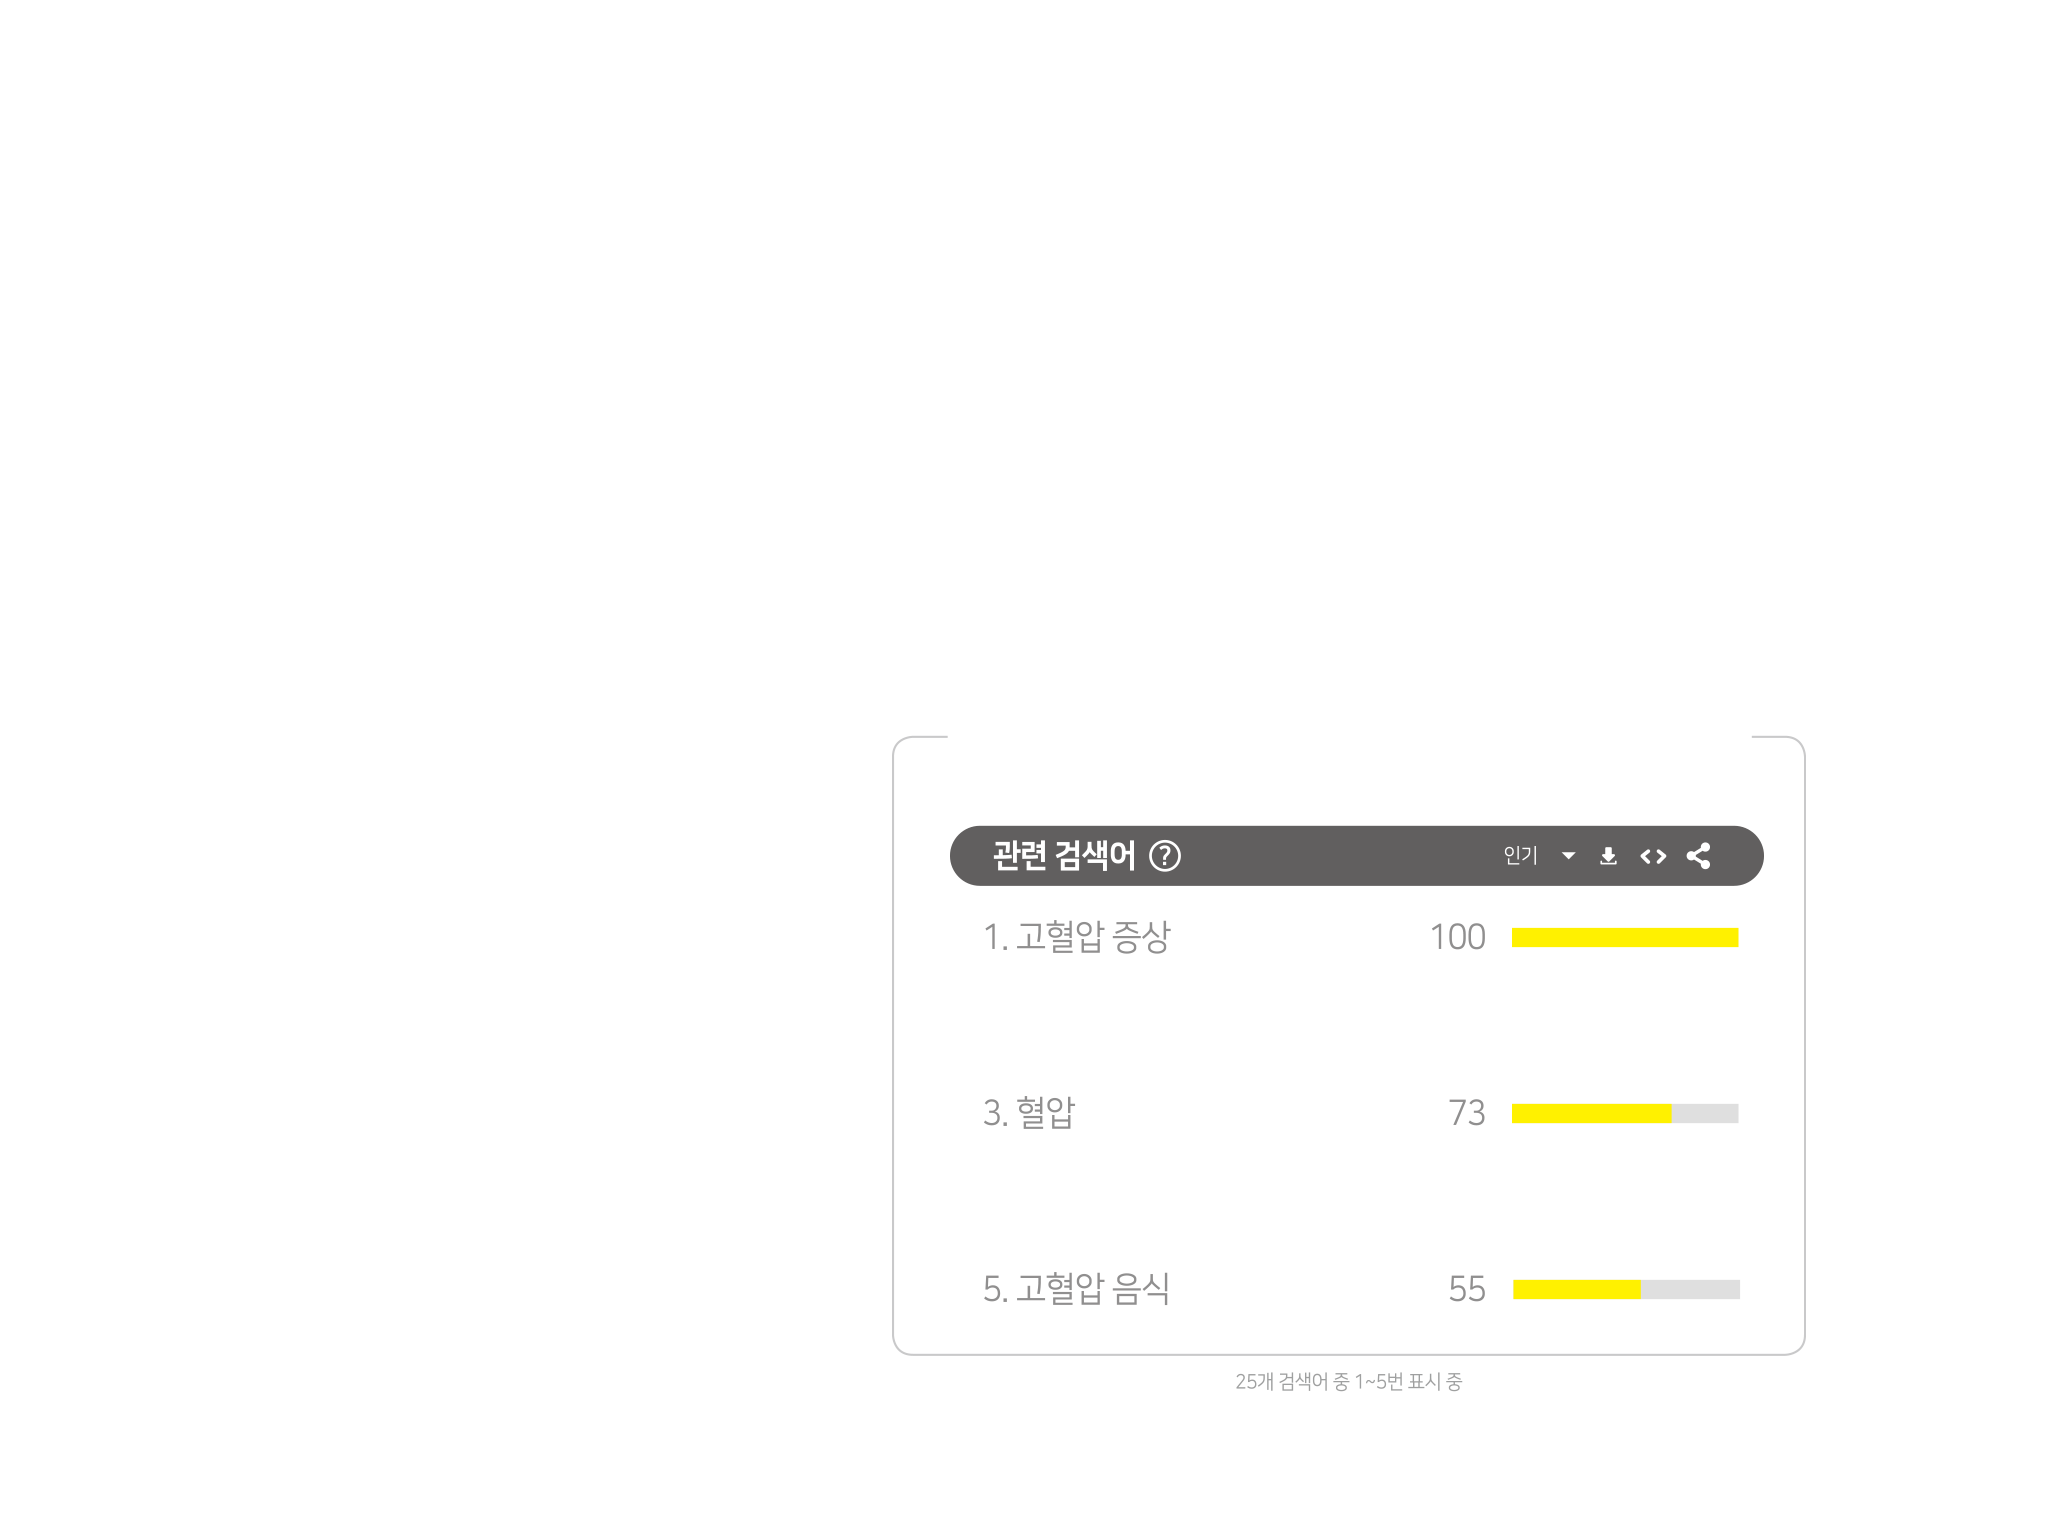 관련 검색어 ? 인기
1. 고혈압 증상 100
3. 혈압 73
5. 고혈압 음식 55
25개 검색어 중 1~5번 표시 중